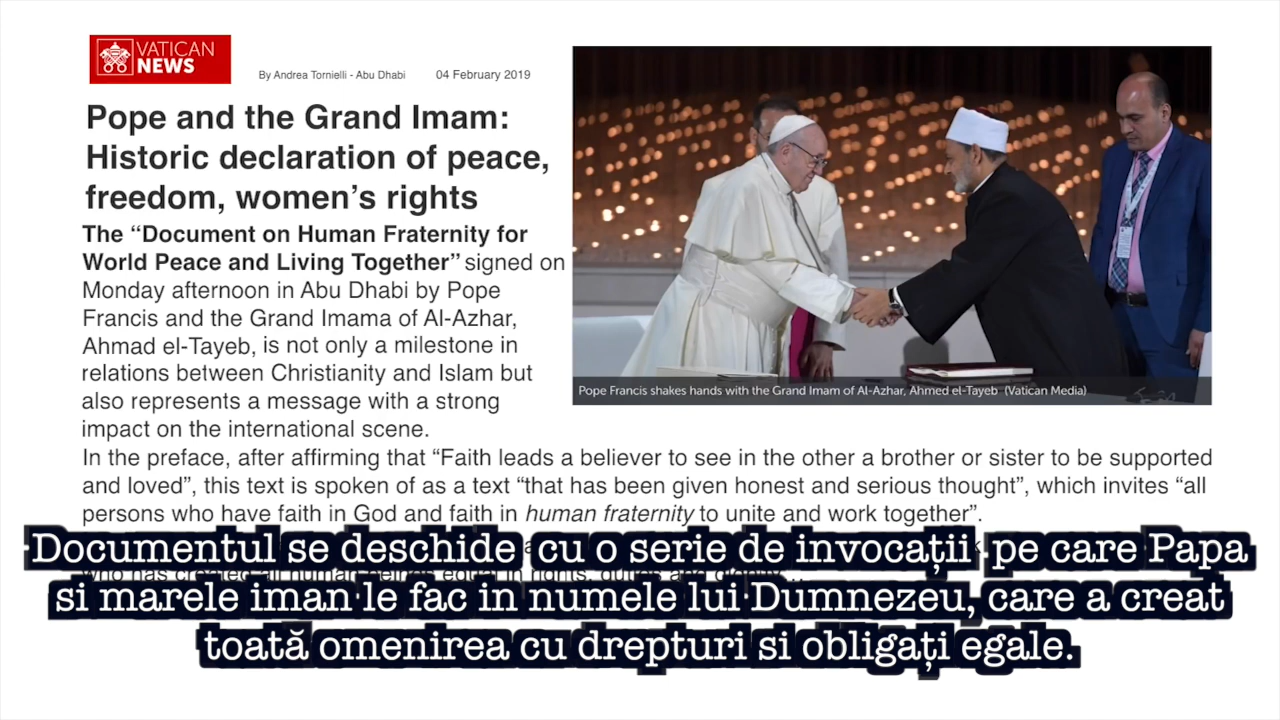 VATICAN
NEWS
By Andrea Tornielli - Abu Dhabi 04 February 2019
Pope and the Grand Imam:
Historic declaration of peace,
freedom, women's rights
The “Document on Human Fraternity for
World Peace and Living Together” signed on
Monday afternoon in Abu Dhabi by Pope
Francis and the Grand Imama of Al-Azhar,
Ahmad el-Tayeb, is not only a milestone in
relations between Christianity and Islam but
also represents a message with a strong
impact on the international scene.
Pope Francis shakes hands with the Grand Imam of Al-Azhar, Ahmed el-Tayeb (Vatican Media)
In the preface, after affirming that “Faith leads a believer to see in the other a brother or sister to be supported
and loved”, this text is spoken of as a text “that has been given honest and serious thought”, which invites “all
persons who have faith in God and faith in human fraternity to unite and work together”.
Documentul se deschide cu o serie de invocații pe care Papa
si marele iman le fac in numele lui Dumnezeu, care a creat
toată omenirea cu drepturi si obligați egale.